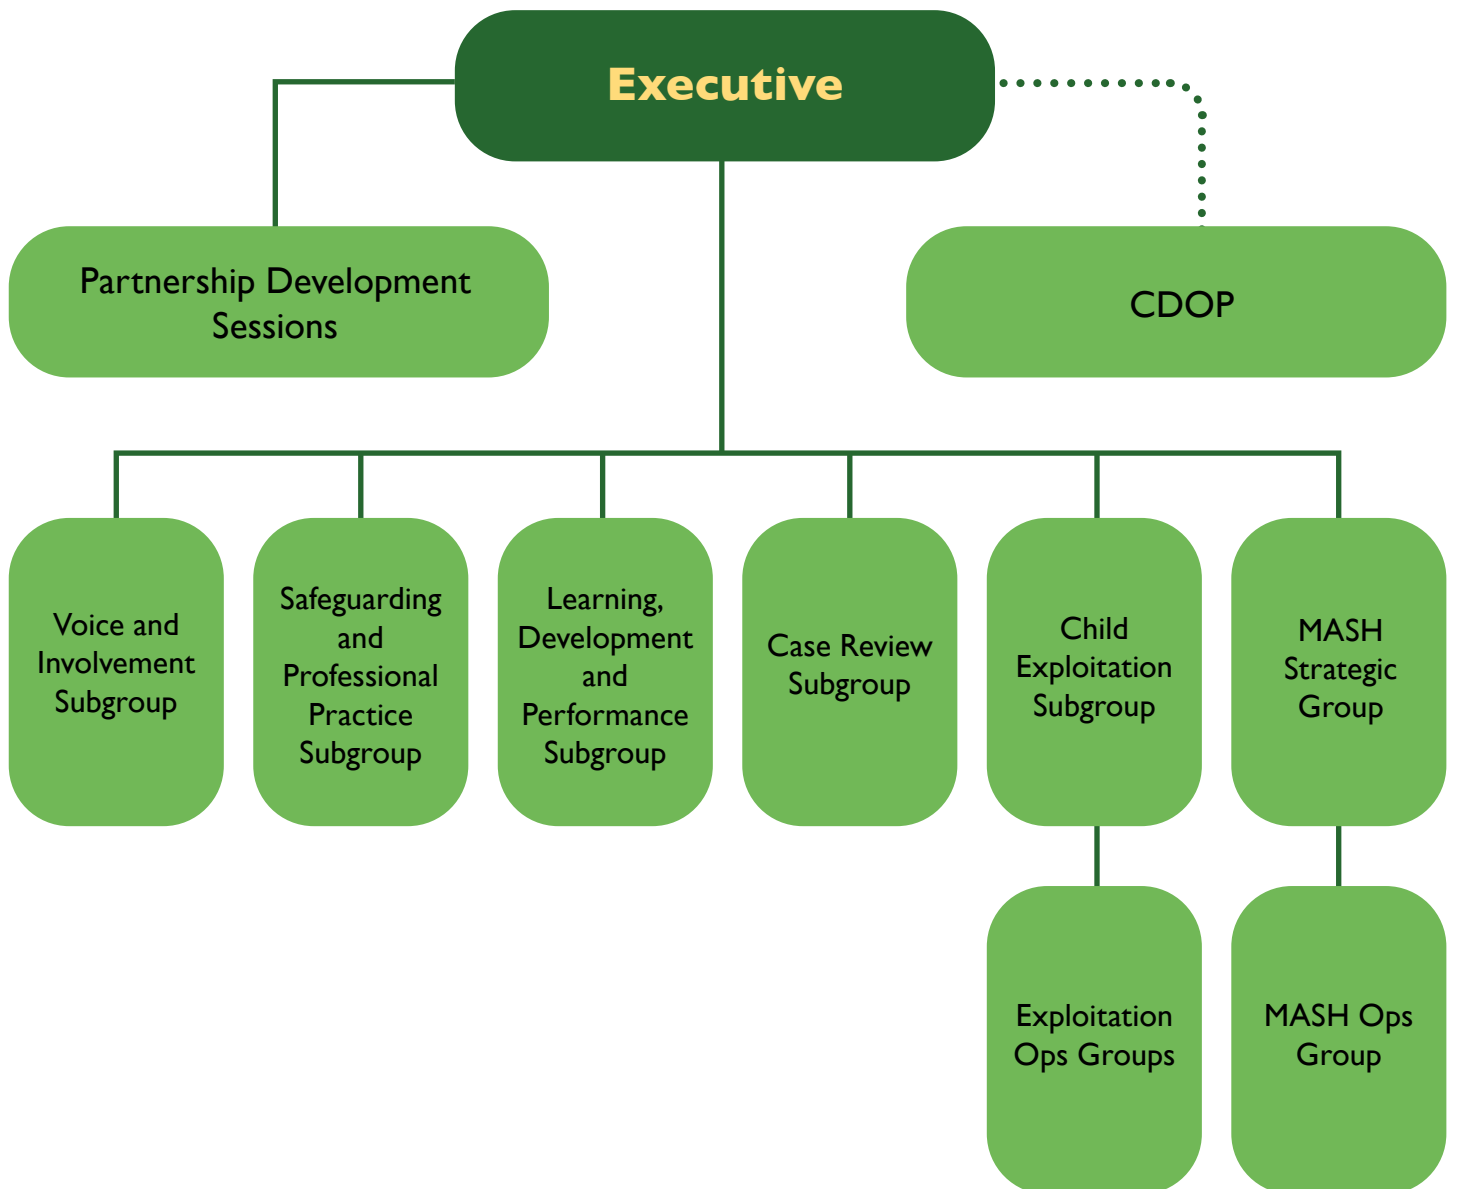 Executive
Partnership Development
Sessions
CDOP
Voice and
Involvement
Subgroup
Safeguarding
and
Professional
Practice
Subgroup
Learning,
Development
and
Performance
Subgroup
Case Review
Subgroup
Child
Exploitation
Subgroup
MASH
Strategic
Group
Exploitation
Ops Groups
MASH Ops
Group